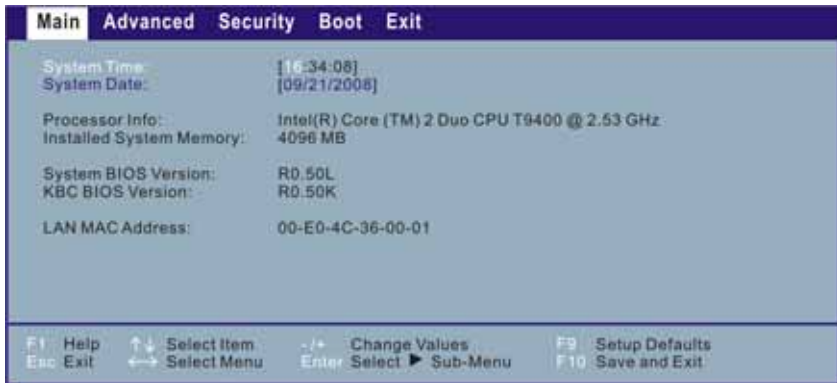 Main Advanced Security Boot Exit
System Time: [16:34:08]
System Date: [09/21/2008]
Processor Info: Intel(R) Core (TM) 2 Duo CPU T9400 @ 2.53 GHz
Installed System Memory: 4096 MB
System BIOS Version: R0.50L
KBC BIOS Version: R0.50K
LAN MAC Address: 00-E0-4C-36-00-01
F1 Help ↑↓ Select Item -/+ Change Values F9 Setup Defaults
Esc Exit ←→ Select Menu Enter Select ▶ Sub-Menu F10 Save and Exit